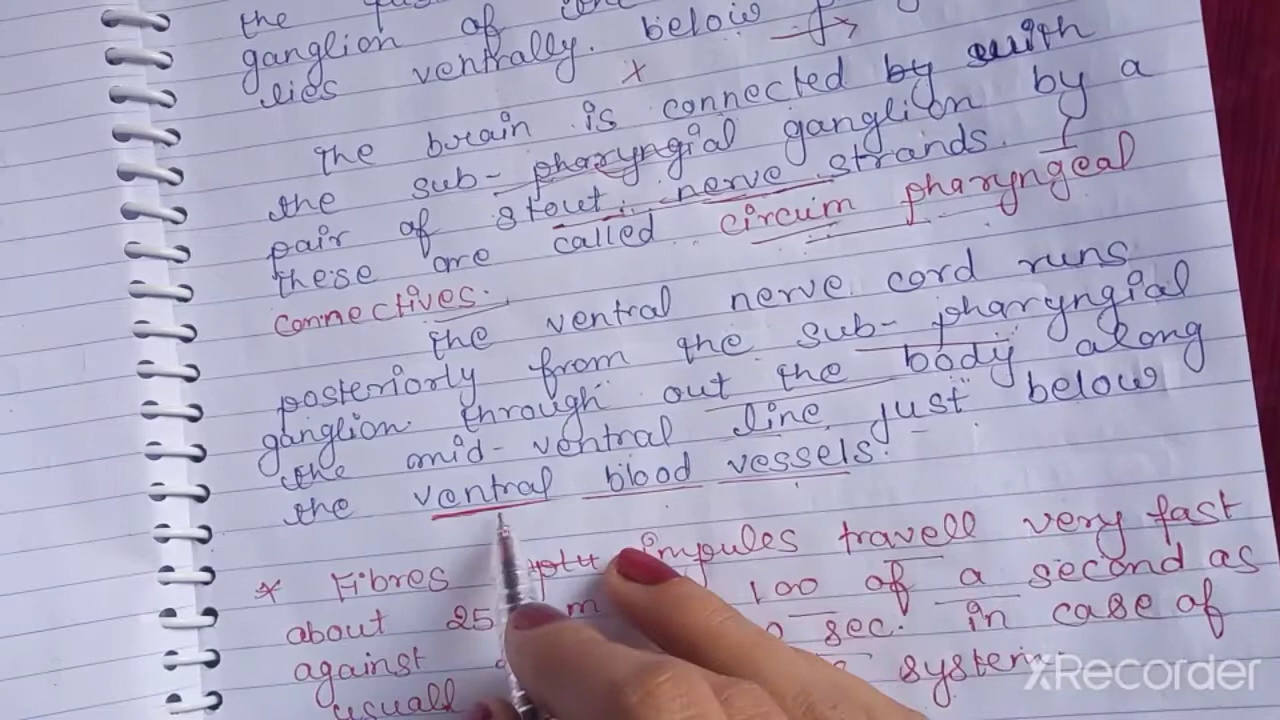 the
ganglion of
lies ventrally. below
x
the brain is connected by with
the sub-pharyngial ganglion by a
pair of stout nerve strands.
these are called circum pharyngeal
connectives.
the ventral nerve cord runs
posteriorly from the sub-pharyngial
ganglion through out the body along
the mid-ventral line just below
the ventral blood vessels.
* Fibres impules travell very fast
about 25 m 100 of a second as
against sec. in case of
usuall system
XRecorder